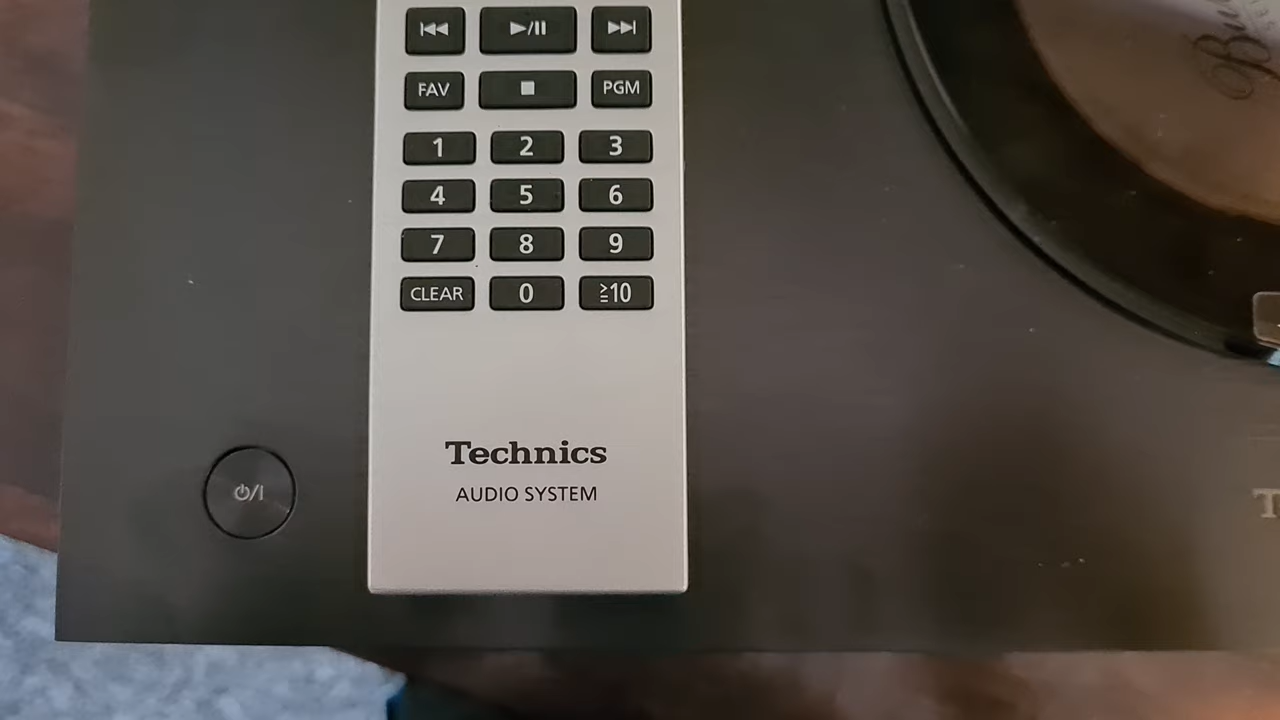 FAV PGM
1 2 3
4 5 6
7 8 9
CLEAR 0 ≧10
Technics
AUDIO SYSTEM
⏻/I